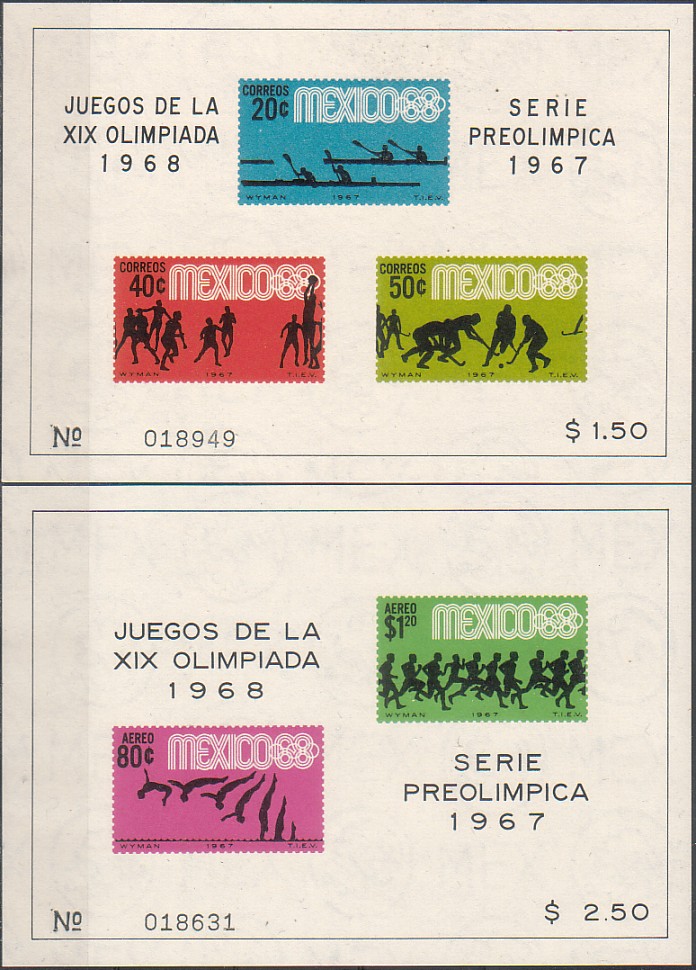 JUEGOS DE LA
XIX OLIMPIADA
1968
CORREOS
20¢
MEXICO68
WYMAN 1967 T.I.E.V.
SERIE
PREOLIMPICA
1967
CORREOS
40¢
MEXICO68
WYMAN 1967 T.I.E.V.
CORREOS
50¢
MEXICO68
WYMAN 1967 T.I.E.V.
Nº 018949
$ 1.50
JUEGOS DE LA
XIX OLIMPIADA
1968
AEREO
$1.20
MEXICO68
WYMAN 1967 T.I.E.V.
AEREO
80¢
MEXICO68
WYMAN 1967 T.I.E.V.
SERIE
PREOLIMPICA
1967
Nº 018631
$ 2.50